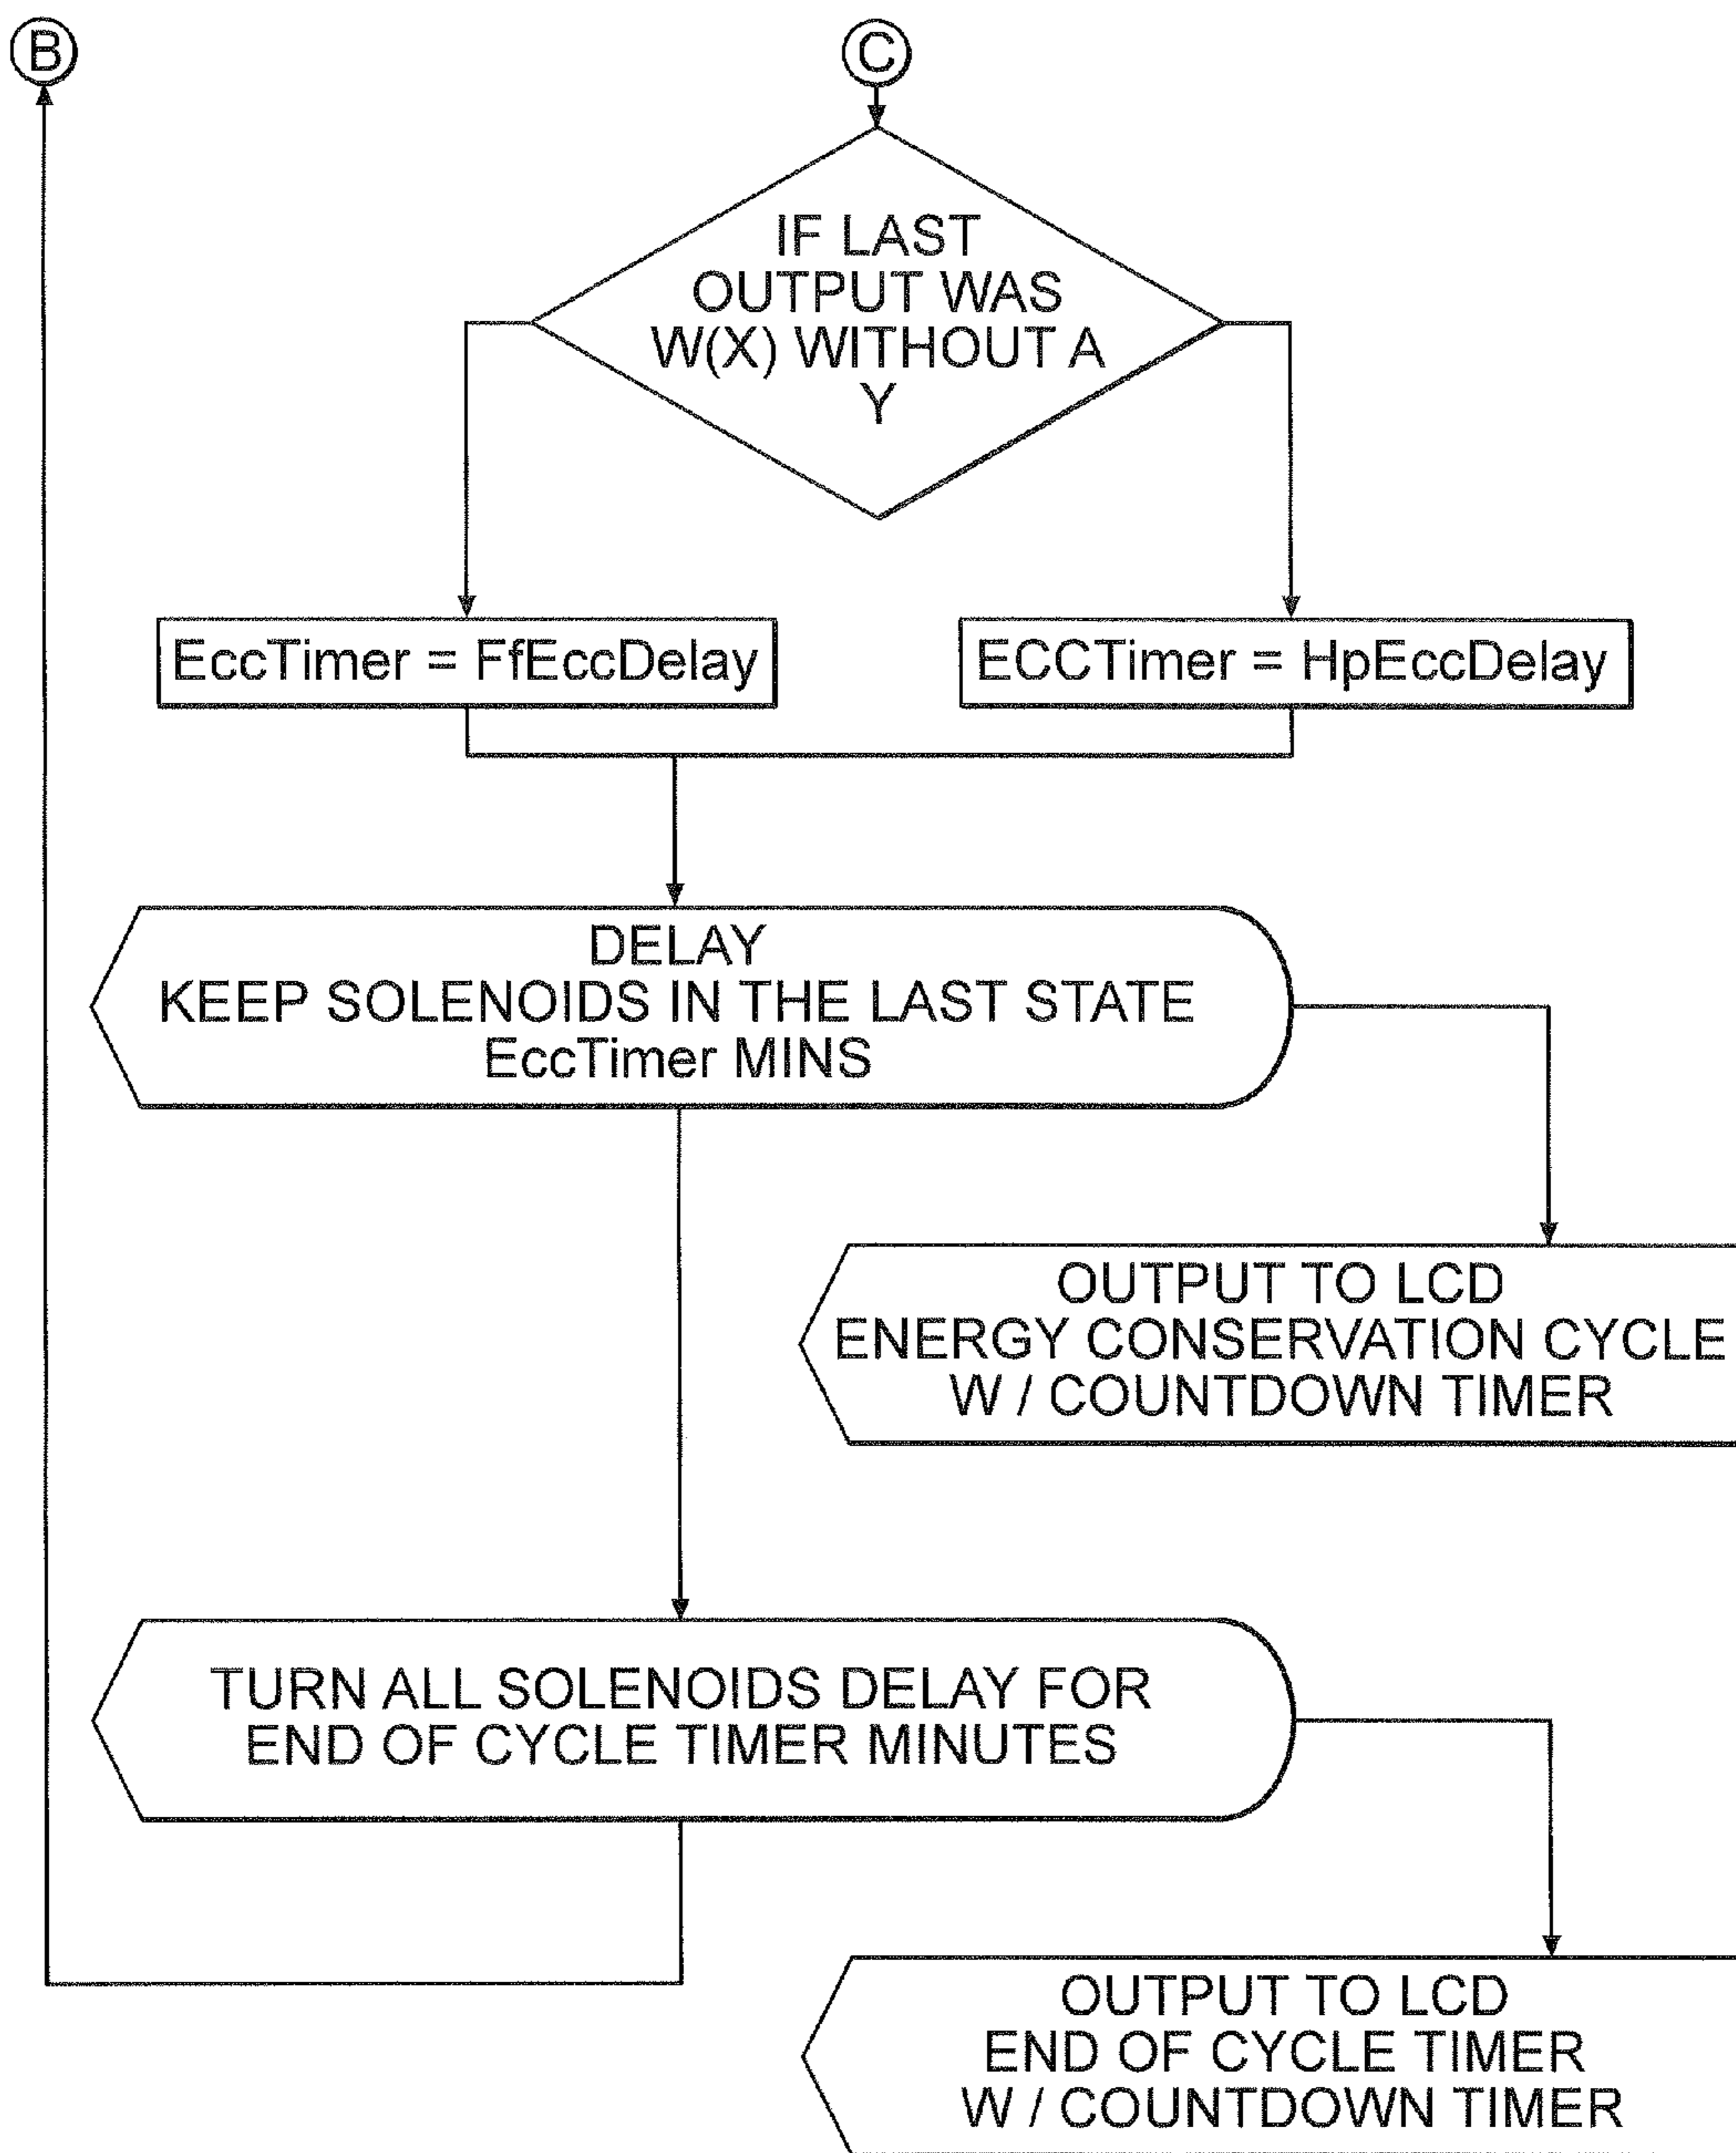 B
C
IF LAST
OUTPUT WAS
W(X) WITHOUT A
Y
EccTimer = FfEccDelay
ECCTimer = HpEccDelay
DELAY
KEEP SOLENOIDS IN THE LAST STATE
EccTimer MINS
OUTPUT TO LCD
ENERGY CONSERVATION CYCLE
W / COUNTDOWN TIMER
TURN ALL SOLENOIDS DELAY FOR
END OF CYCLE TIMER MINUTES
OUTPUT TO LCD
END OF CYCLE TIMER
W / COUNTDOWN TIMER